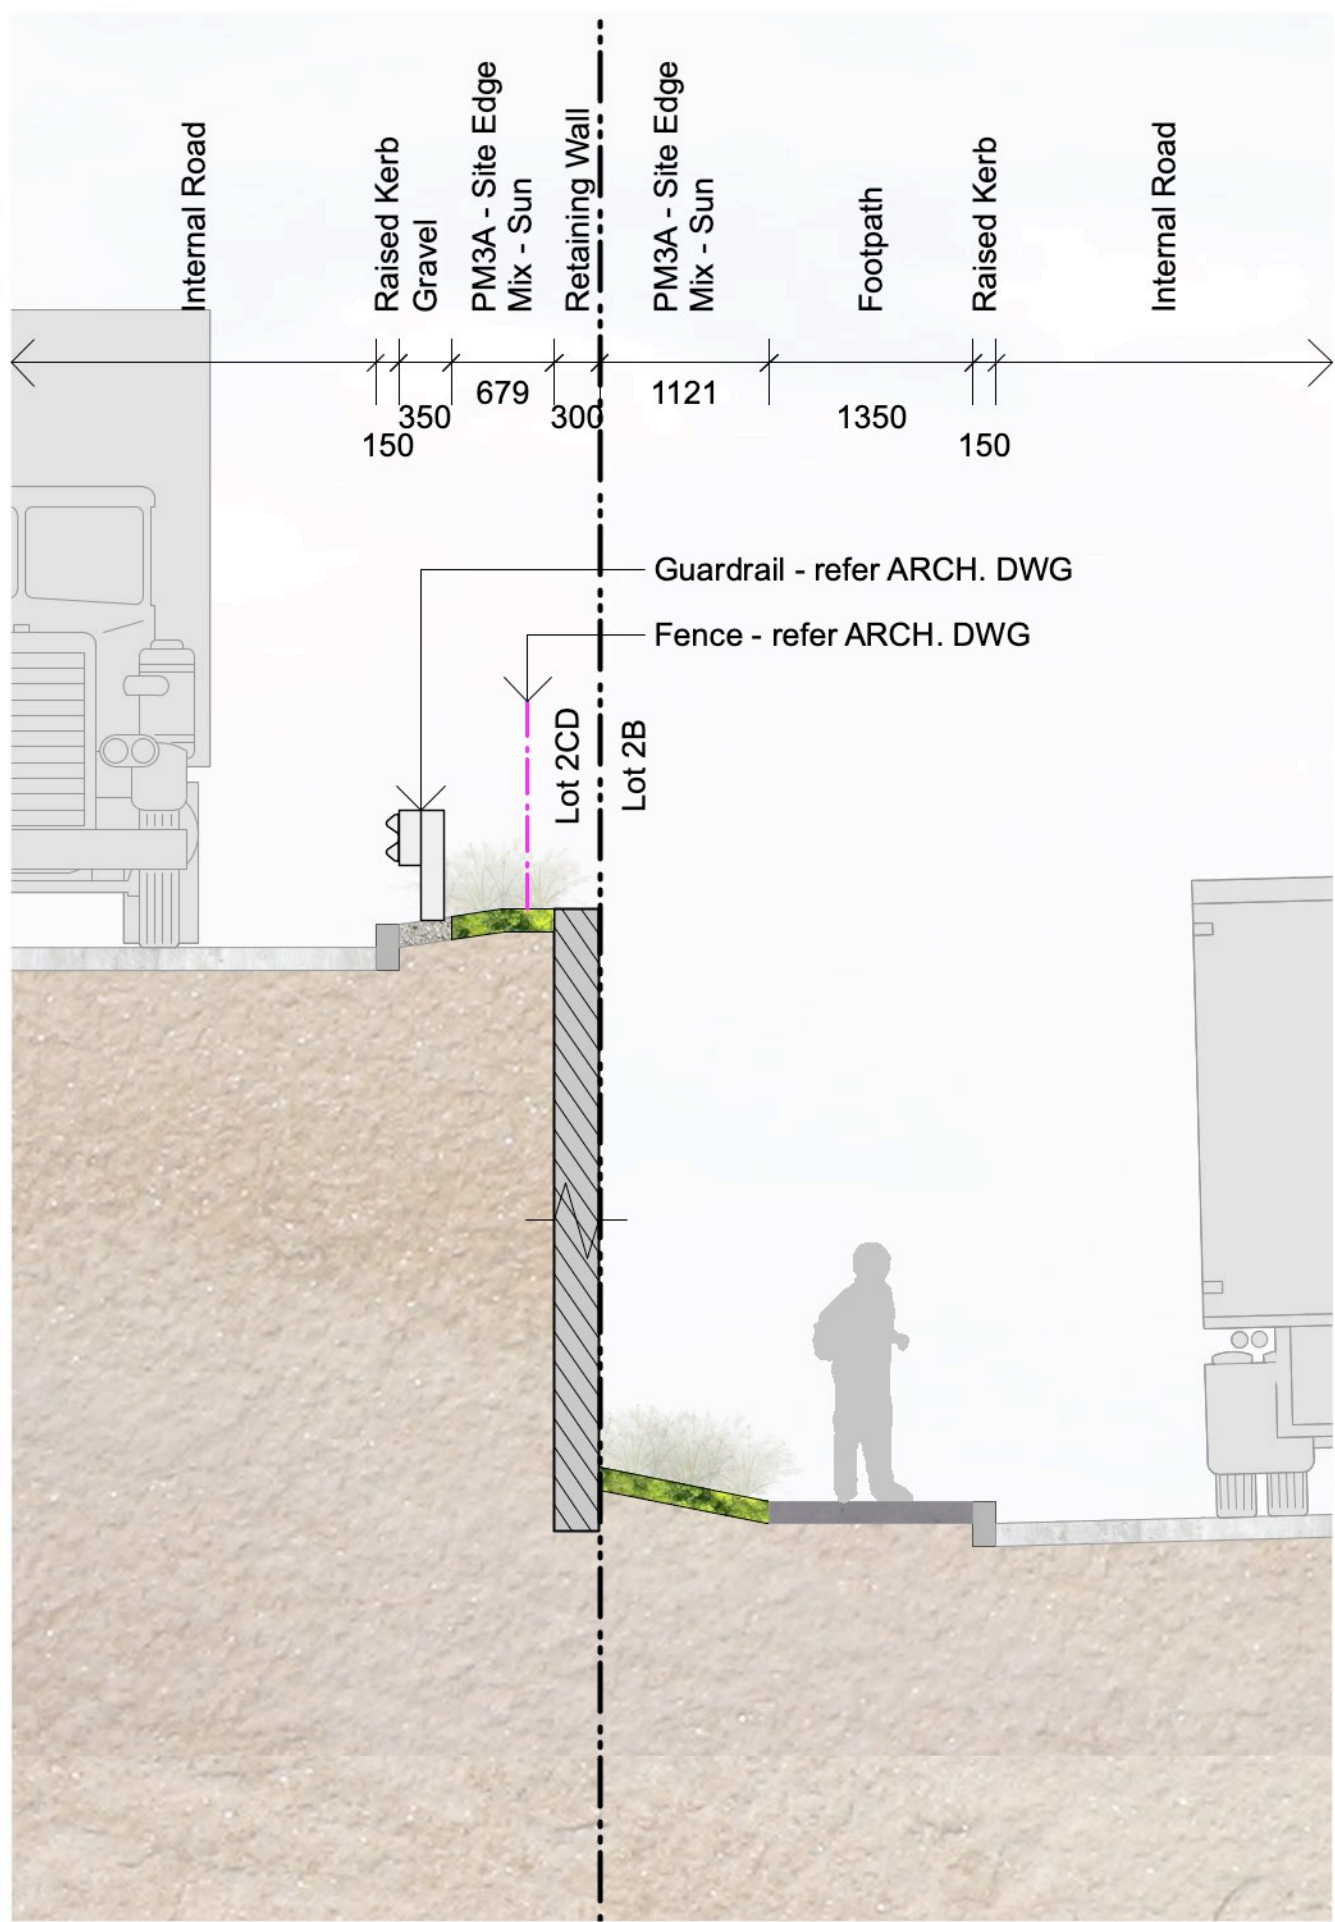 Internal Road
Raised Kerb
Gravel
PM3A - Site Edge
Mix - Sun
Retaining Wall
PM3A - Site Edge
Mix - Sun
Footpath
Raised Kerb
Internal Road
150
350
679
300
1121
1350
150
Guardrail - refer ARCH. DWG
Fence - refer ARCH. DWG
Lot 2CD
Lot 2B